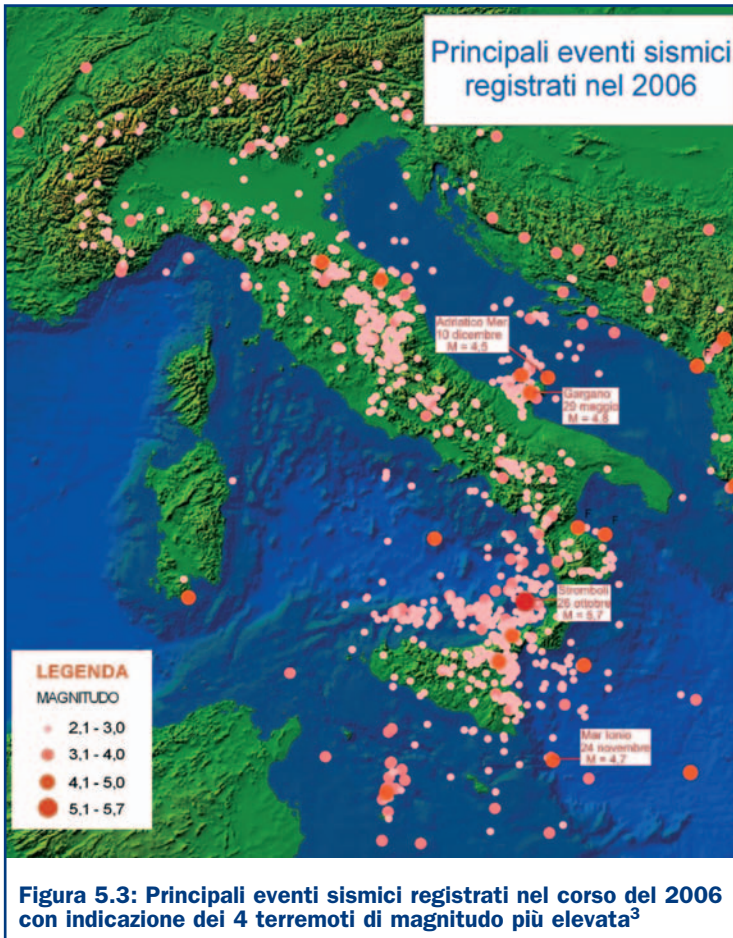 Principali eventi sismici
registrati nel 2006
Adriatico Mer
10 dicembre
M = 4,5
Gargano
29 maggio
M = 4,6
F
F
Stromboli
26 ottobre
M = 5,7
Mar Ionio
24 novembre
M = 4,7
LEGENDA
MAGNITUDO
2,1 - 3,0
3,1 - 4,0
4,1 - 5,0
5,1 - 5,7
Figura 5.3: Principali eventi sismici registrati nel corso del 2006
con indicazione dei 4 terremoti di magnitudo più elevata3